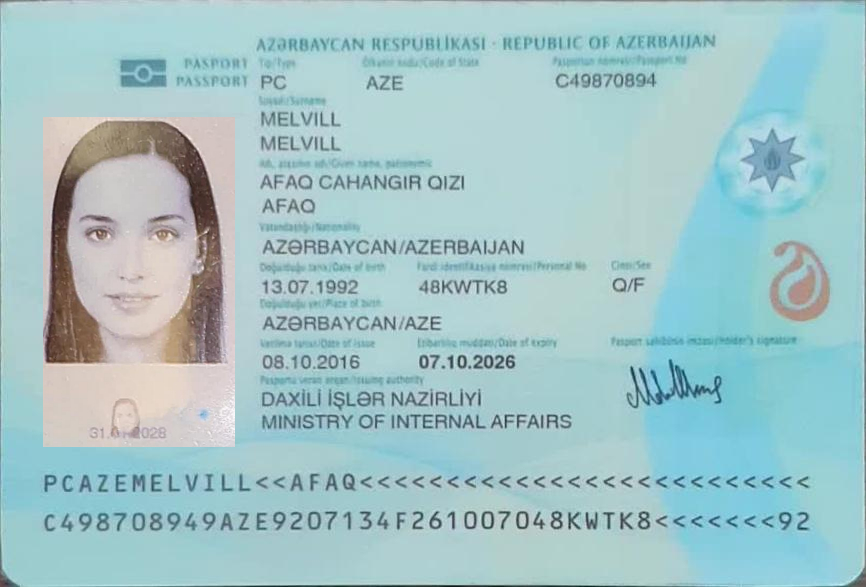 AZƏRBAYCAN RESPUBLİKASI · REPUBLIC OF AZERBAIJAN
PASPORT
PASSPORT
Tip/Type
Ölkənin kodu/Code of State
Pasportun nömrəsi/Passport No
PC
AZE
C49870894
Soyadı/Surname
MELVILL
MELVILL
Adı, atasının adı/Given name, patronymic
AFAQ CAHANGIR QIZI
AFAQ
Vətəndaşlığı/Nationality
AZƏRBAYCAN/AZERBAIJAN
Doğulduğu tarix/Date of birth
Fərdi identifikasiya nömrəsi/Personal No
Cinsi/Sex
13.07.1992
48KWTK8
Q/F
Doğulduğu yer/Place of birth
AZƏRBAYCAN/AZE
Verilmə tarixi/Date of issue
Etibarlılıq müddəti/Date of expiry
Pasport sahibinin imzası/Holder's signature
08.10.2016
07.10.2026
Pasportu verən orqan/Issuing authority
DAXİLİ İŞLƏR NAZİRLİYİ
MINISTRY OF INTERNAL AFFAIRS
PCAZEMELVILL<<AFAQ<<<<<<<<<<<<<<<<<<<<<<<<<<
C498708949AZE9207134F261007048KWTK8<<<<<<<92